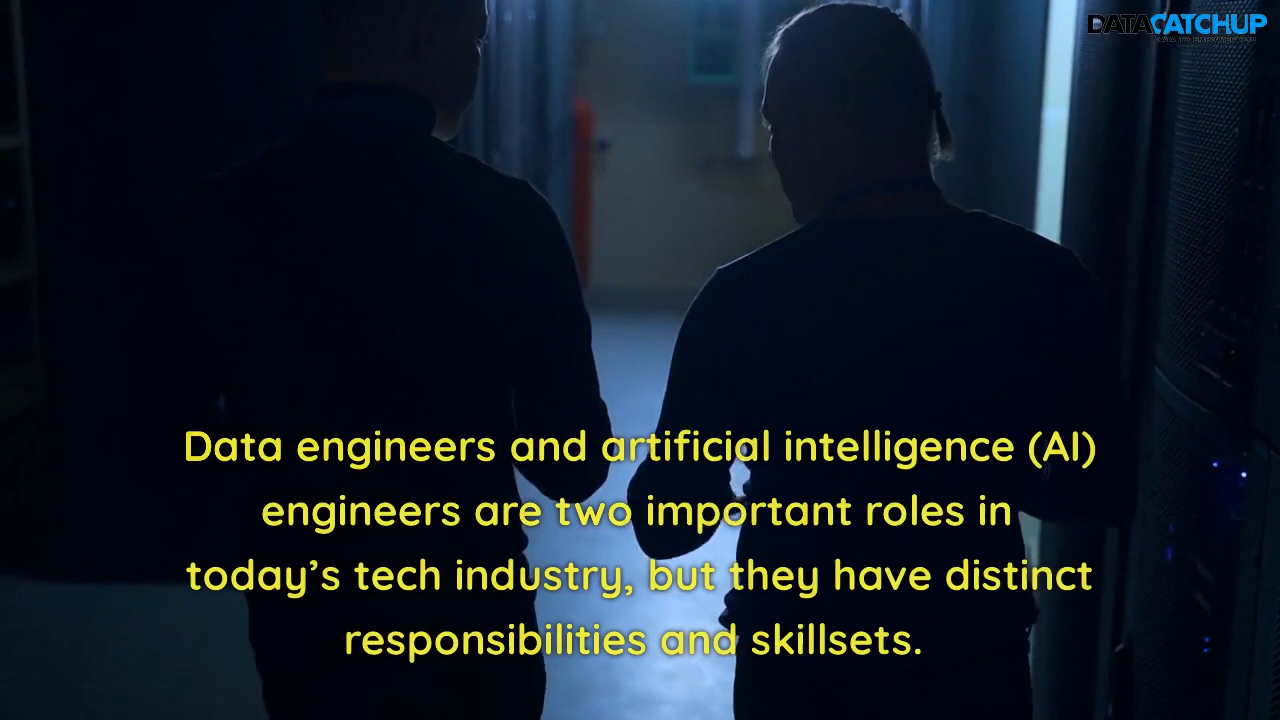 DATACATCHUP
Data engineers and artificial intelligence (AI)
engineers are two important roles in
today’s tech industry, but they have distinct
responsibilities and skillsets.